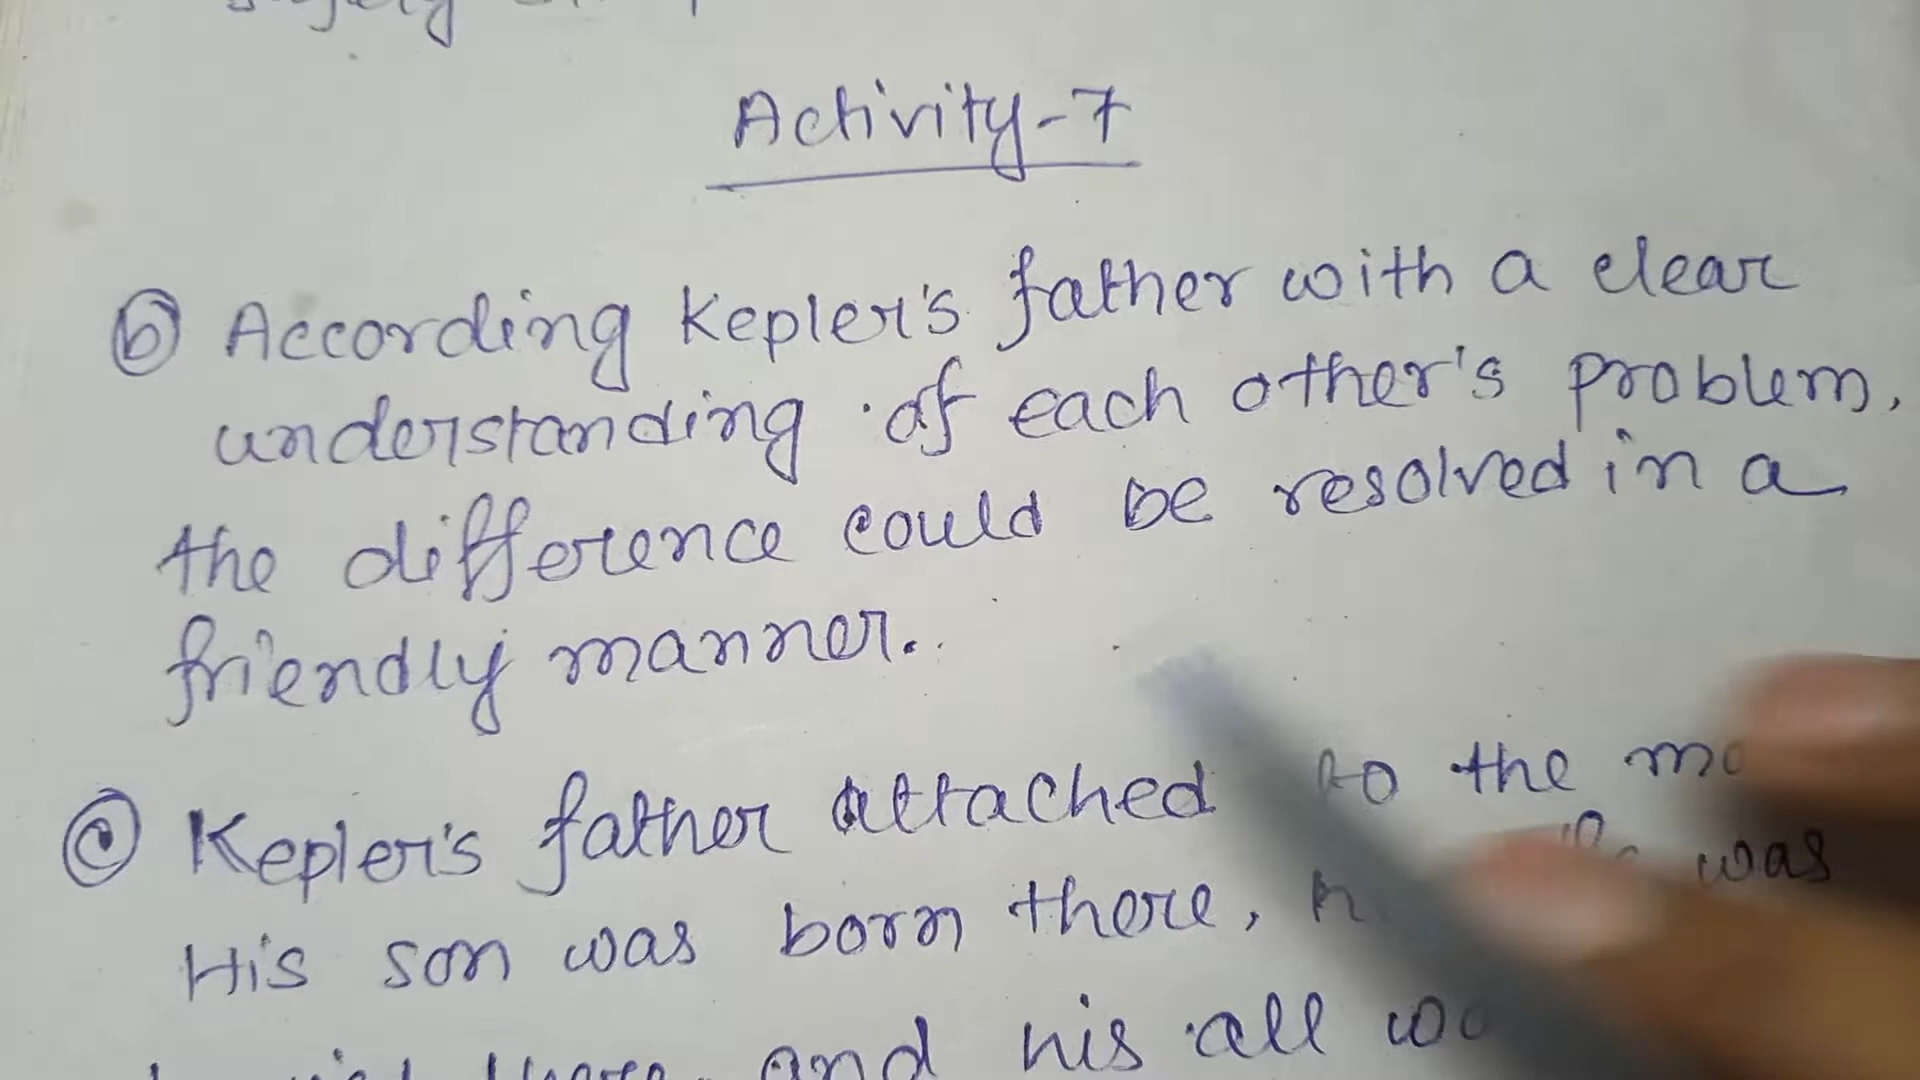 Activity-7
ⓑ According Kepler's father with a clear
understanding of each other's problem,
the difference could be resolved in a
friendly manner.
ⓒ Kepler's father attached to the
His son was born there, was
and his all